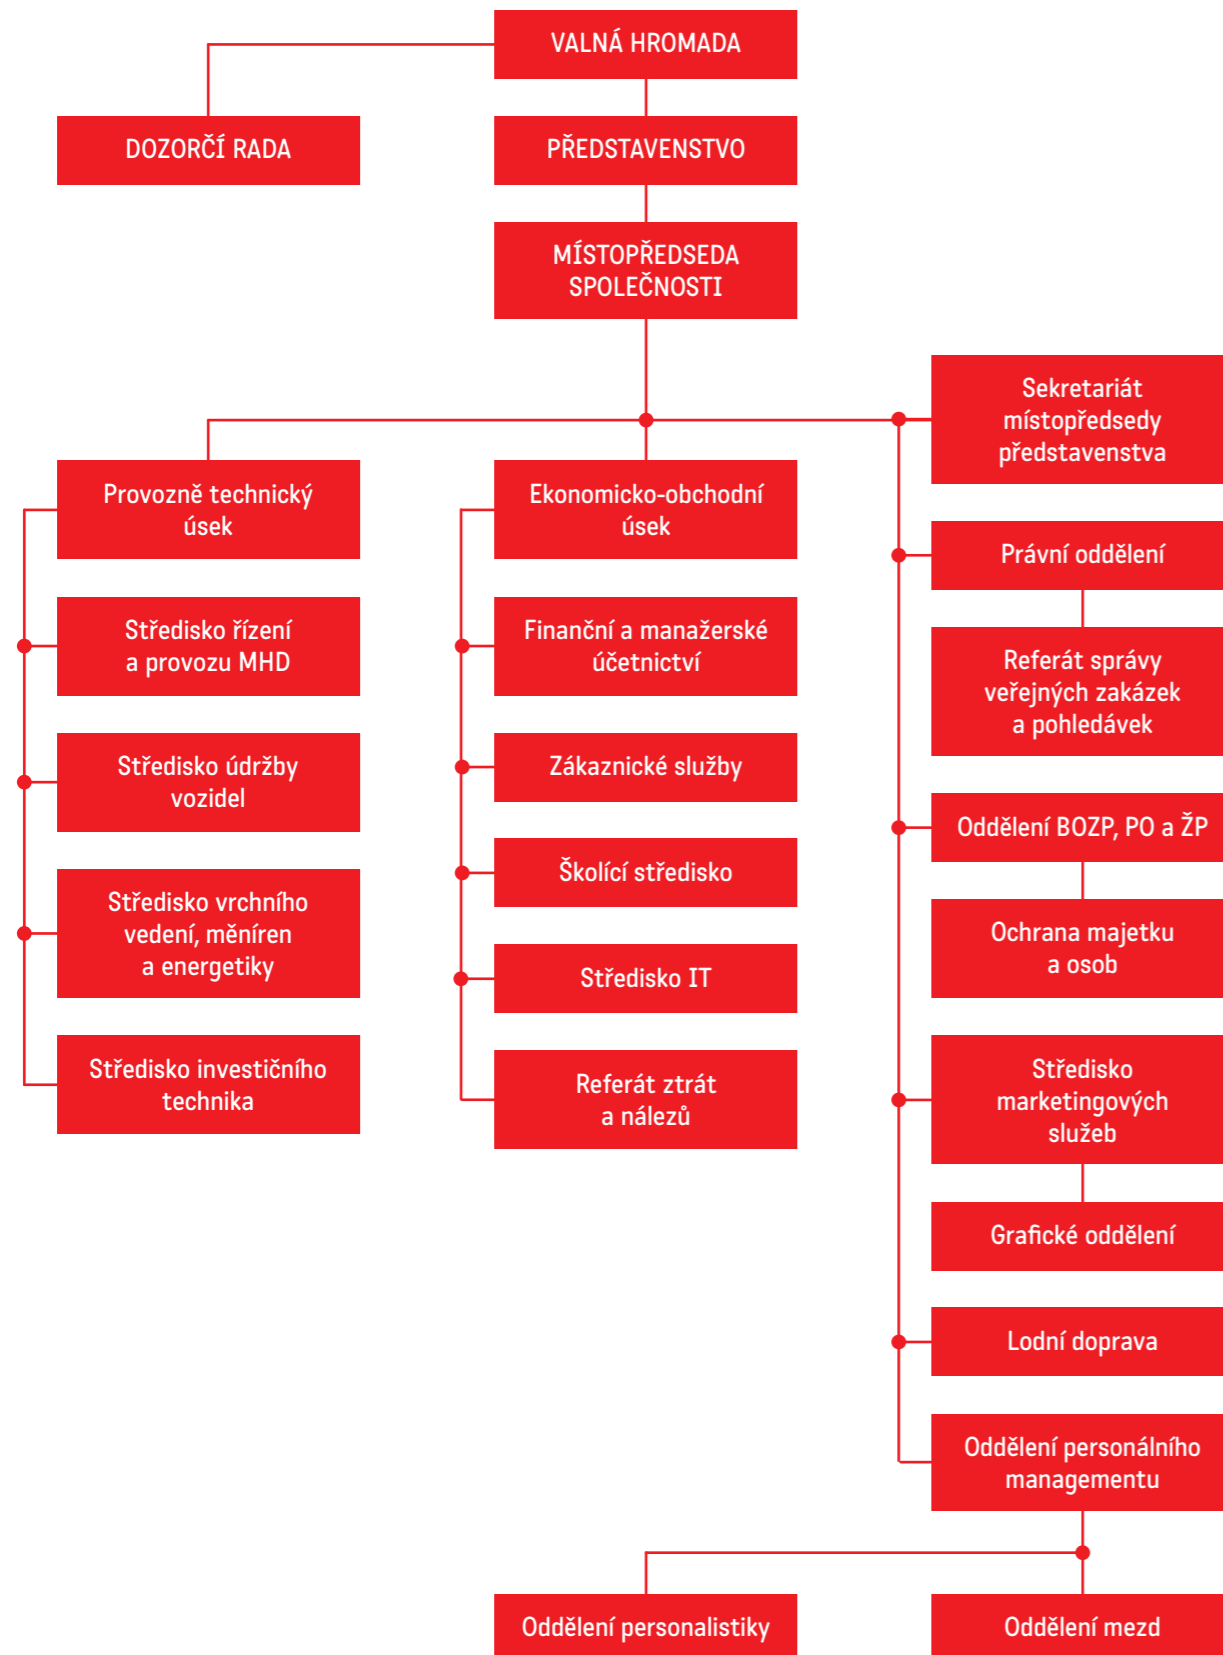 VALNÁ HROMADA
DOZORČÍ RADA
PŘEDSTAVENSTVO
MÍSTOPŘEDSEDA
SPOLEČNOSTI
Provozně technický
úsek
Středisko řízení
a provozu MHD
Středisko údržby
vozidel
Středisko vrchního
vedení, měníren
a energetiky
Středisko investičního
technika
Ekonomicko-obchodní
úsek
Finanční a manažerské
účetnictví
Zákaznické služby
Školící středisko
Středisko IT
Referát ztrát
a nálezů
Sekretariát
místopředsedy
představenstva
Právní oddělení
Referát správy
veřejných zakázek
a pohledávek
Oddělení BOZP, PO a ŽP
Ochrana majetku
a osob
Středisko
marketingových
služeb
Grafické oddělení
Lodní doprava
Oddělení personálního
managementu
Oddělení personalistiky
Oddělení mezd